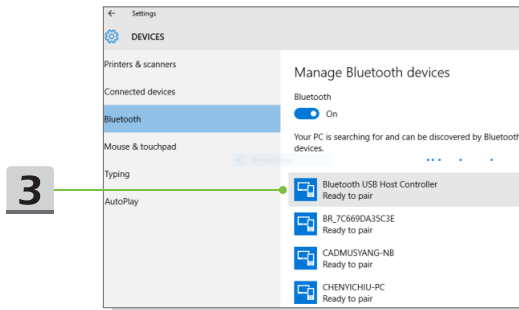 Settings
DEVICES
Printers & scanners
Connected devices
Bluetooth
Mouse & touchpad
Typing
AutoPlay
Manage Bluetooth devices
Bluetooth
On
Your PC is searching for and can be discovered by Bluetooth
devices.
3
Bluetooth USB Host Controller
Ready to pair
BR_7C669DA35C3E
Ready to pair
CADMUSYANG-NB
Ready to pair
CHENYICHIU-PC
Ready to pair